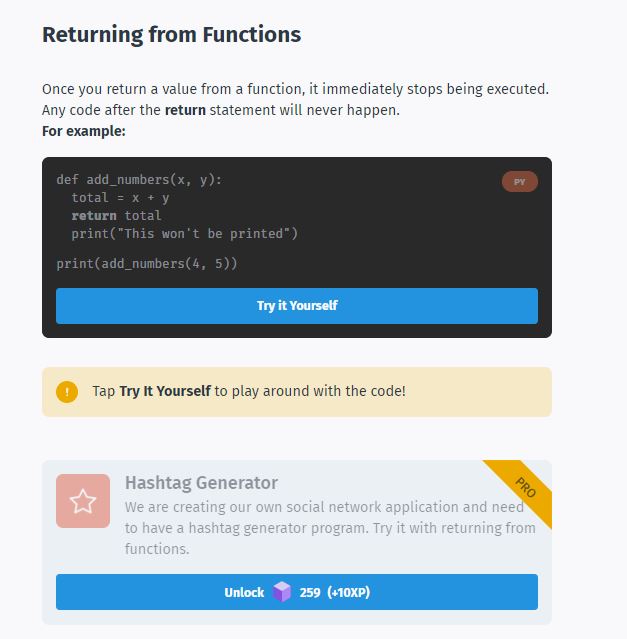 Returning from Functions
Once you return a value from a function, it immediately stops being executed.
Any code after the return statement will never happen.
For example:
def add_numbers(x, y):
PY
  total = x + y
  return total
  print("This won't be printed")
print(add_numbers(4, 5))
Try it Yourself
! Tap Try It Yourself to play around with the code!
Hashtag Generator
PRO
We are creating our own social network application and need
to have a hashtag generator program. Try it with returning from
functions.
Unlock 259 (+10XP)